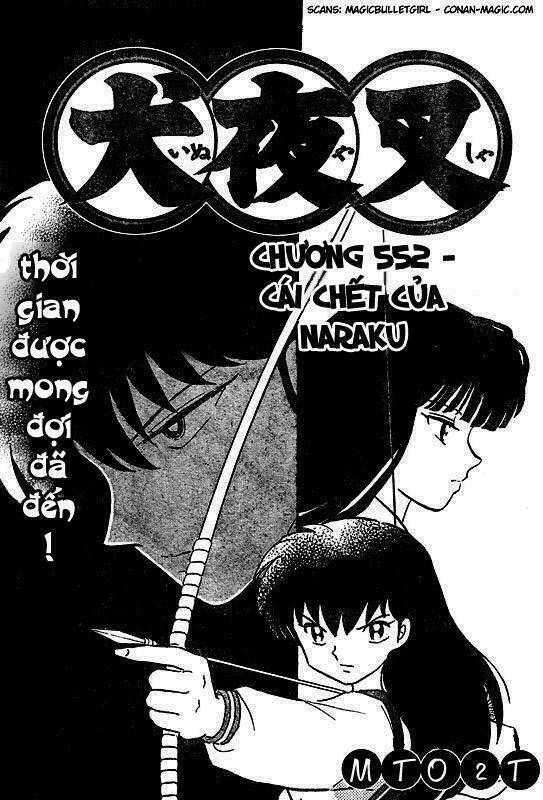 SCANS: MAGICBULLETGIRL - CONAN-MAGIC.COM
犬夜叉
いぬ や しゃ
CHƯƠNG 552 -
CÁI CHẾT CỦA
NARAKU
thời
gian
được
mong
đợi
đã
đến
!
MTO2T